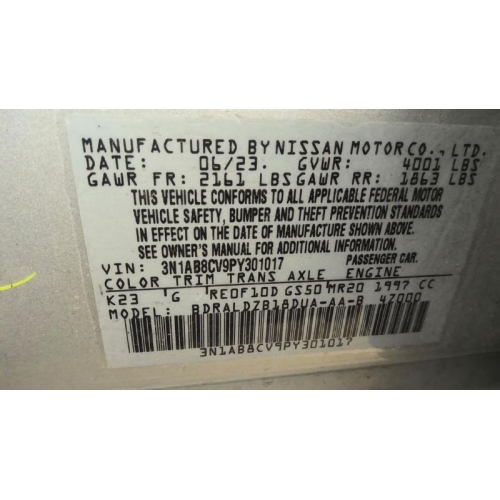 MANUFACTURED BY NISSAN MOTOR CO., LTD.
DATE: 06/23. GVWR: 4001 LBS
GAWR FR: 2161 LBS GAWR RR: 1863 LBS
THIS VEHICLE CONFORMS TO ALL APPLICABLE FEDERAL MOTOR
VEHICLE SAFETY, BUMPER AND THEFT PREVENTION STANDARDS
IN EFFECT ON THE DATE OF MANUFACTURE SHOWN ABOVE.
SEE OWNER'S MANUAL FOR ADDITIONAL INFORMATION.
VIN: 3N1AB8CV9PY301017 PASSENGER CAR.
COLOR TRIM TRANS AXLE ENGINE
K23 G RE0F10D GS50 MR20 1997 CC
MODEL: BDRALDZB18DUA-AA-B 4Z000
3N1AB8CV9PY301017